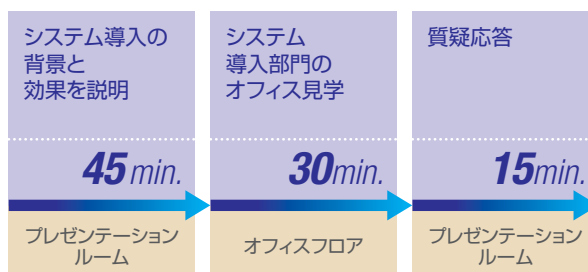 システム導入の
背景と
効果を説明
45min.
プレゼンテーション
ルーム
システム
導入部門の
オフィス見学
30min.
オフィスフロア
質疑応答
15min.
プレゼンテーション
ルーム